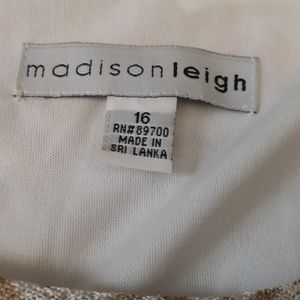 madisonleigh
16
RN#89700
MADE IN
SRI LANKA